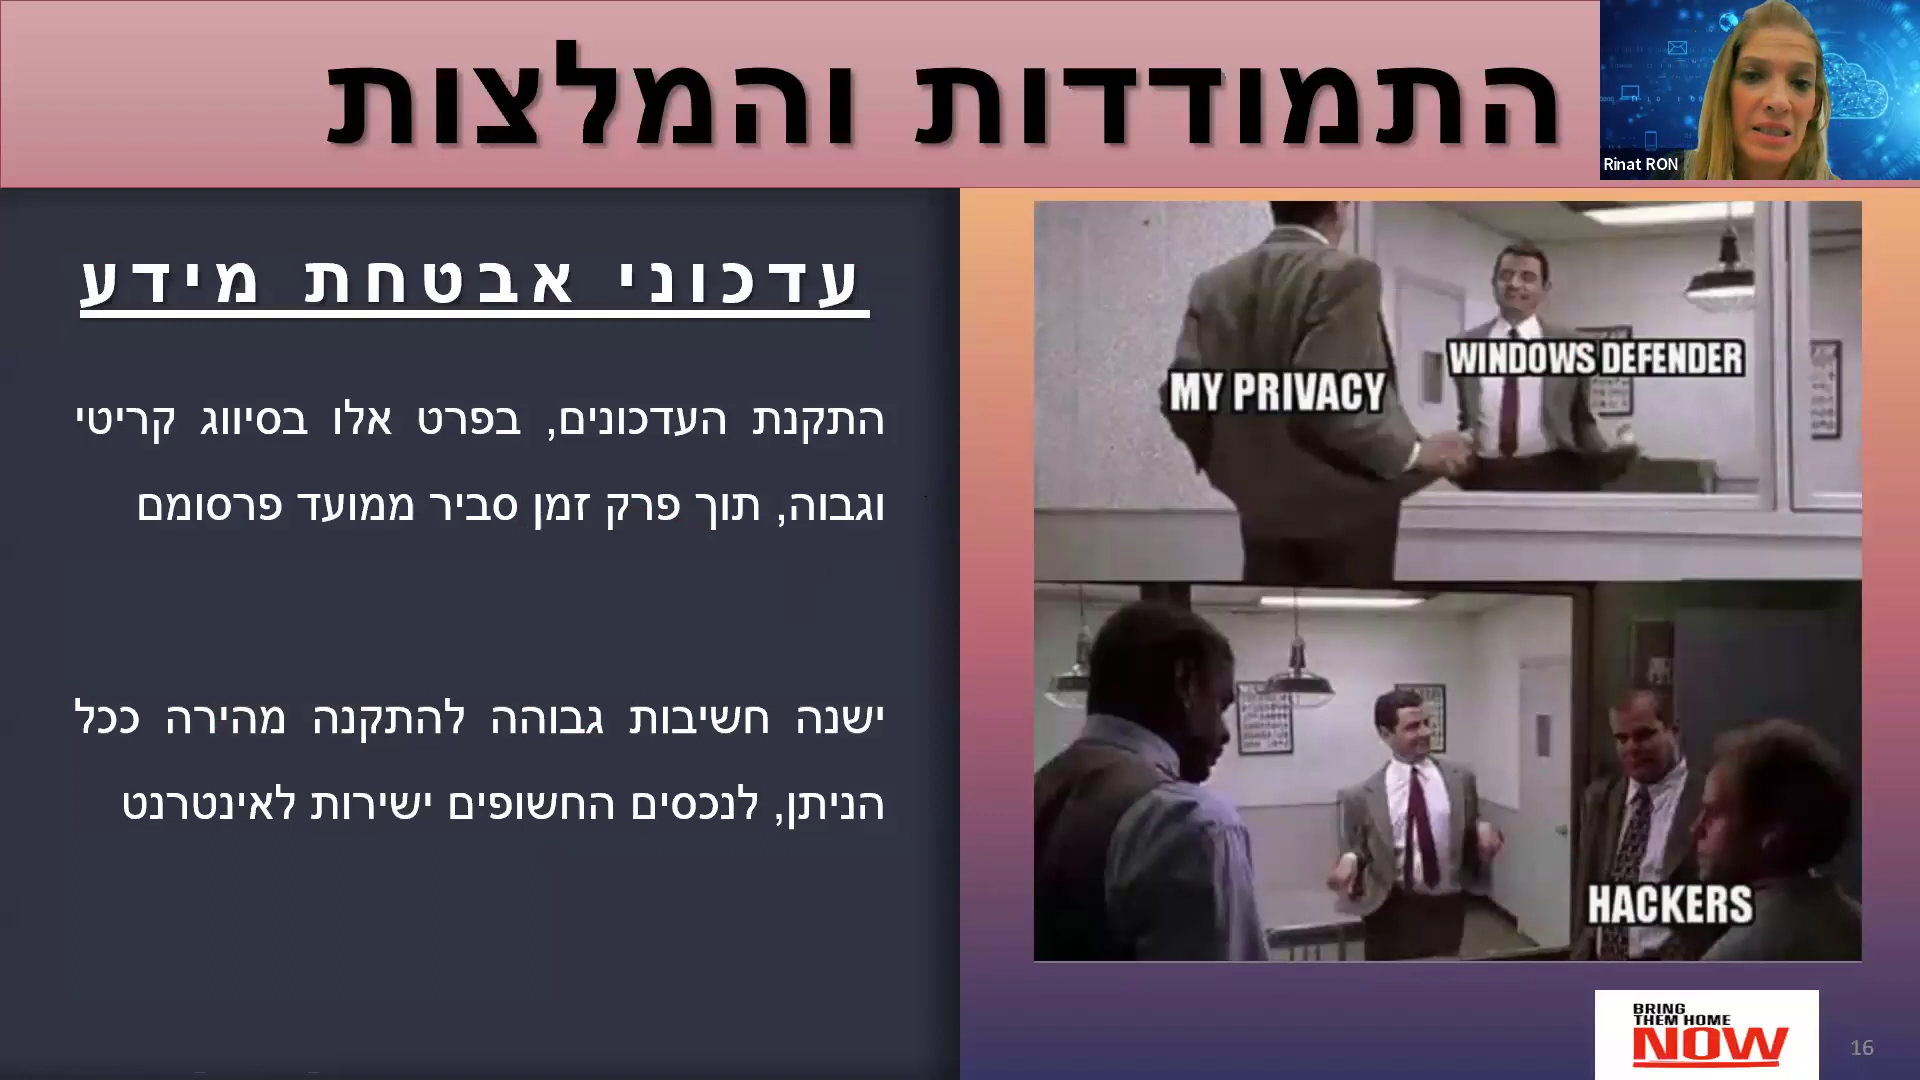 התמודדות והמלצות
Rinat RON
עדכוני אבטחת מידע
התקנת העדכונים, בפרט אלו בסיווג קריטי
וגבוה, תוך פרק זמן סביר ממועד פרסומם
ישנה חשיבות גבוהה להתקנה מהירה ככל
הניתן, לנכסים החשופים ישירות לאינטרנט
WINDOWS DEFENDER
MY PRIVACY
HACKERS
BRING
THEM HOME
NOW
16